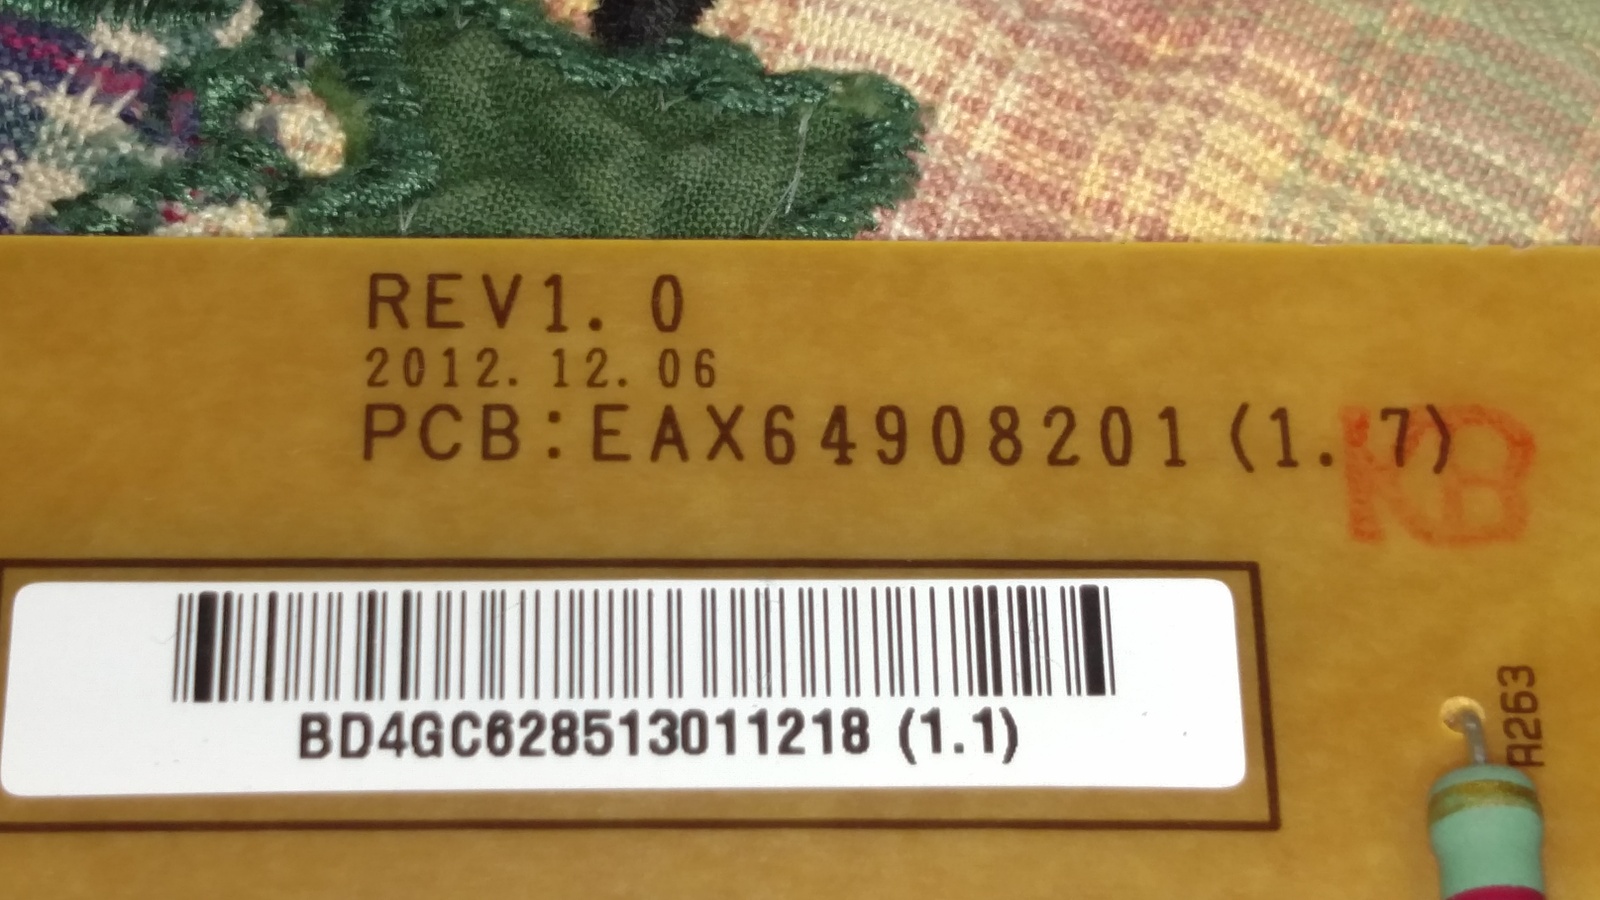 REV1. 0
2012. 12. 06
PCB:EAX64908201 (1. 7)
KB
BD4GC628513011218 (1.1)
R263